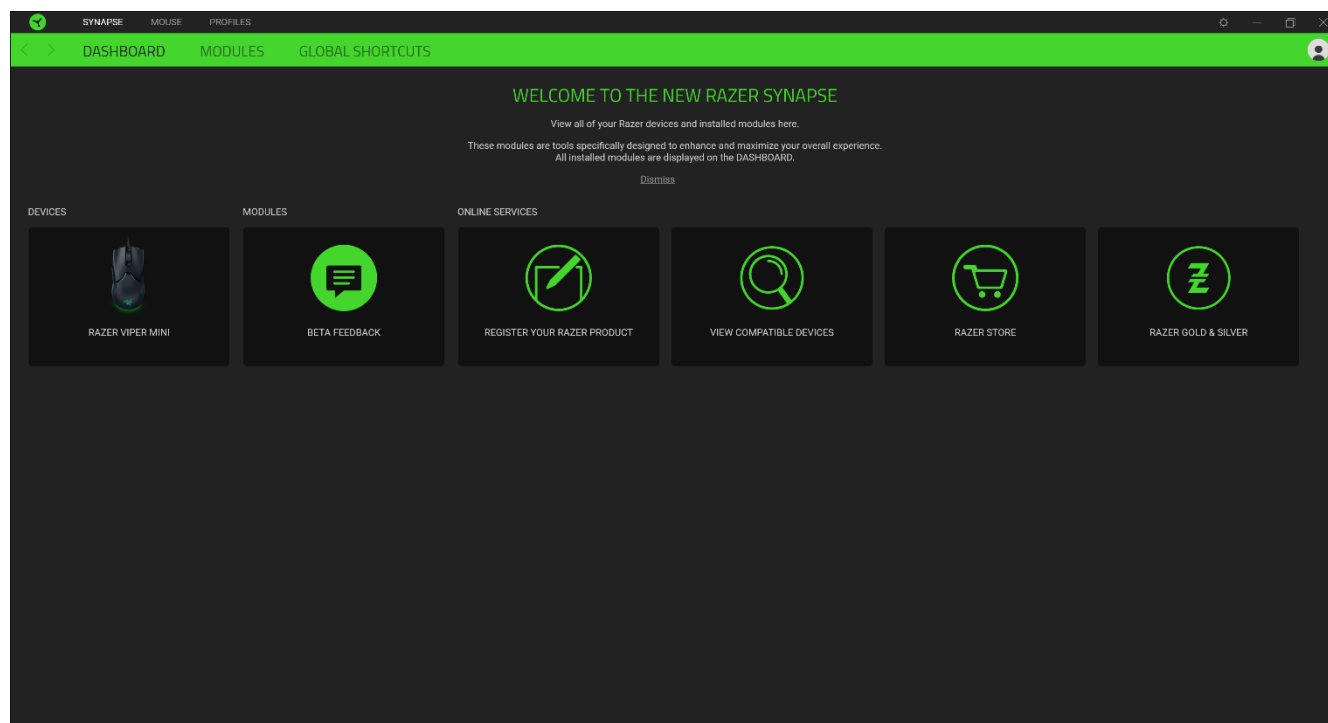 SYNAPSE MOUSE PROFILES
DASHBOARD MODULES GLOBAL SHORTCUTS
WELCOME TO THE NEW RAZER SYNAPSE
View all of your Razer devices and installed modules here.
These modules are tools specifically designed to enhance and maximize your overall experience.
All installed modules are displayed on the DASHBOARD.
Dismiss
DEVICES MODULES ONLINE SERVICES
RAZER VIPER MINI BETA FEEDBACK REGISTER YOUR RAZER PRODUCT VIEW COMPATIBLE DEVICES RAZER STORE RAZER GOLD & SILVER